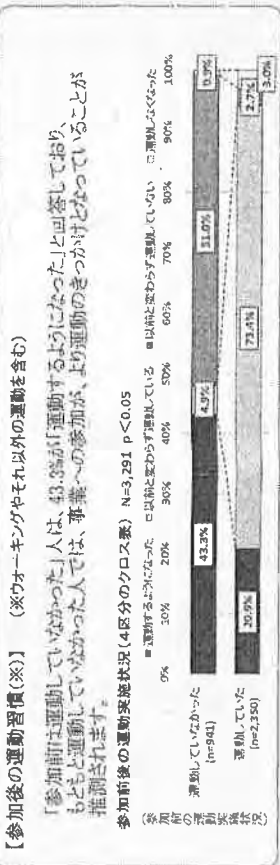 【参加後の運動習慣(※)】 (※ウォーキングやそれ以外の運動を含む)
「参加前は運動していなかった」人は、43.3%が「運動するようになった」と回答しており、
もともと運動していなかった人では、事業への参加が、より運動のきっかけとなっていることが
推測されます。
参加前後の運動実施状況(4区分のクロス表) N=3,291 p<0.05
■運動するようになった □以前と変わらず運動している ■以前と変わらず運動していない □運動しなくなった
0% 10% 20% 30% 40% 50% 60% 70% 80% 90% 100%
(参加前の運動実施状況)
運動していなかった
(n=941)
43.3% 4.9% 51.0% 0.9%
運動していた
(n=2,350)
20.9% 73.4% 2.7% 3.0%